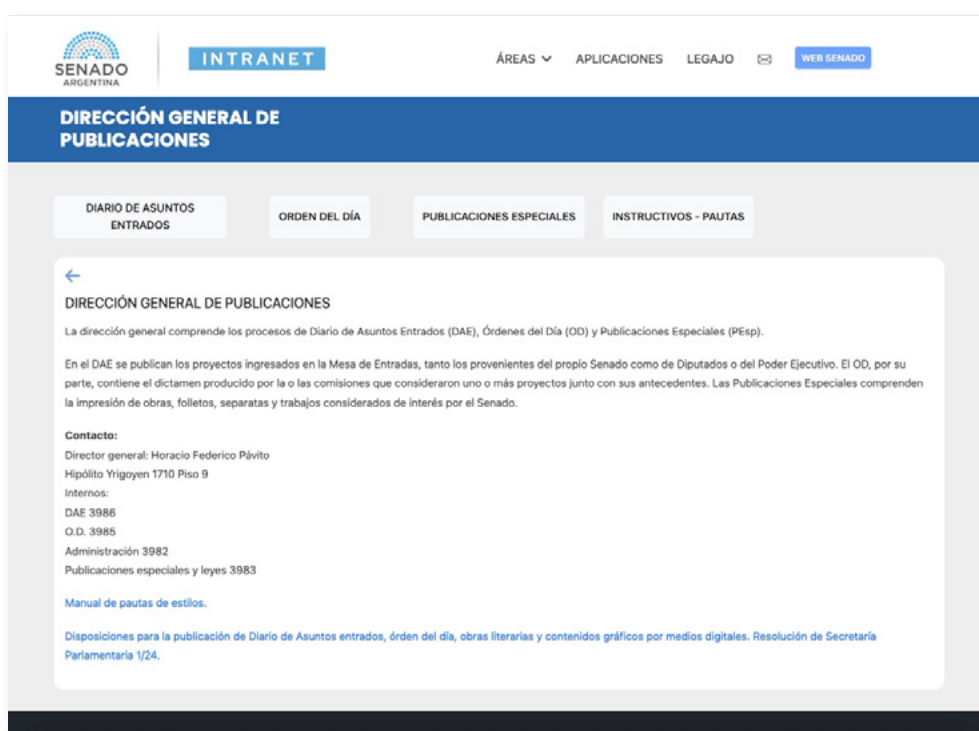 SENADO
ARGENTINA
INTRANET
ÁREAS
APLICACIONES
LEGAJO
WEB SENADO
DIRECCIÓN GENERAL DE
PUBLICACIONES
DIARIO DE ASUNTOS
ENTRADOS
ORDEN DEL DÍA
PUBLICACIONES ESPECIALES
INSTRUCTIVOS - PAUTAS
DIRECCIÓN GENERAL DE PUBLICACIONES
La dirección general comprende los procesos de Diario de Asuntos Entrados (DAE), Órdenes del Día (OD) y Publicaciones Especiales (PEsp).
En el DAE se publican los proyectos ingresados en la Mesa de Entradas, tanto los provenientes del propio Senado como de Diputados o del Poder Ejecutivo. El OD, por su
parte, contiene el dictamen producido por la o las comisiones que consideraron uno o más proyectos junto con sus antecedentes. Las Publicaciones Especiales comprenden
la impresión de obras, folletos, separatas y trabajos considerados de interés por el Senado.
Contacto:
Director general: Horacio Federico Pávito
Hipólito Yrigoyen 1710 Piso 9
Internos:
DAE 3986
O.D. 3985
Administración 3982
Publicaciones especiales y leyes 3983
Manual de pautas de estilos.
Disposiciones para la publicación de Diario de Asuntos entrados, órden del día, obras literarias y contenidos gráficos por medios digitales. Resolución de Secretaría
Parlamentaria 1/24.